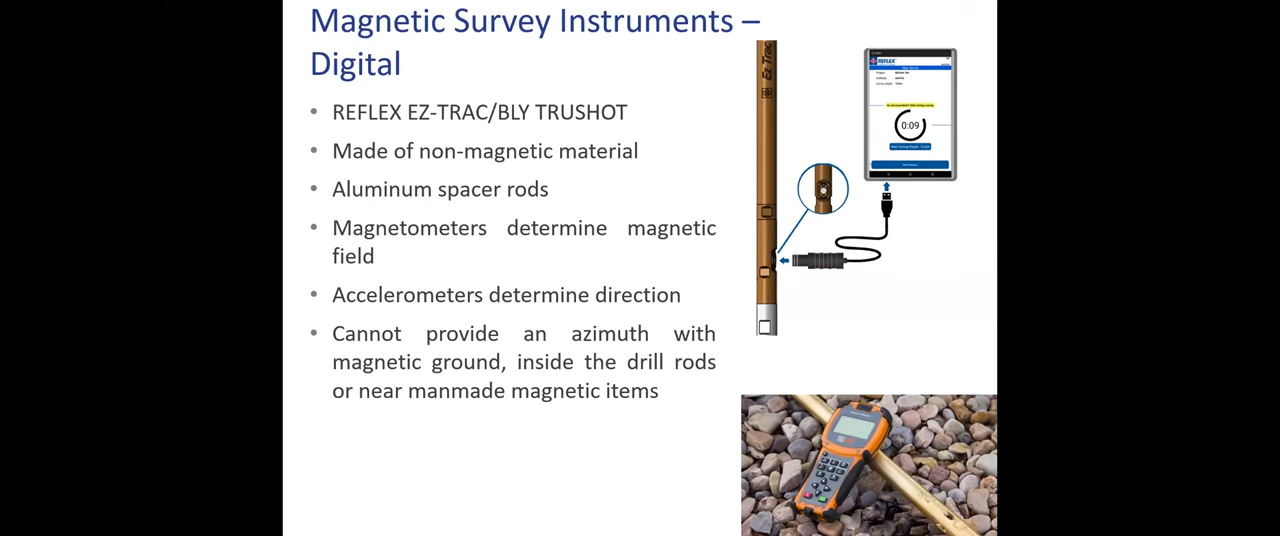 Magnetic Survey Instruments –
Digital
• REFLEX EZ-TRAC/BLY TRUSHOT
• Made of non-magnetic material
• Aluminum spacer rods
• Magnetometers determine magnetic
field
• Accelerometers determine direction
• Cannot provide an azimuth with
magnetic ground, inside the drill rods
or near manmade magnetic items
Ez Trac
REFLEX
0:09